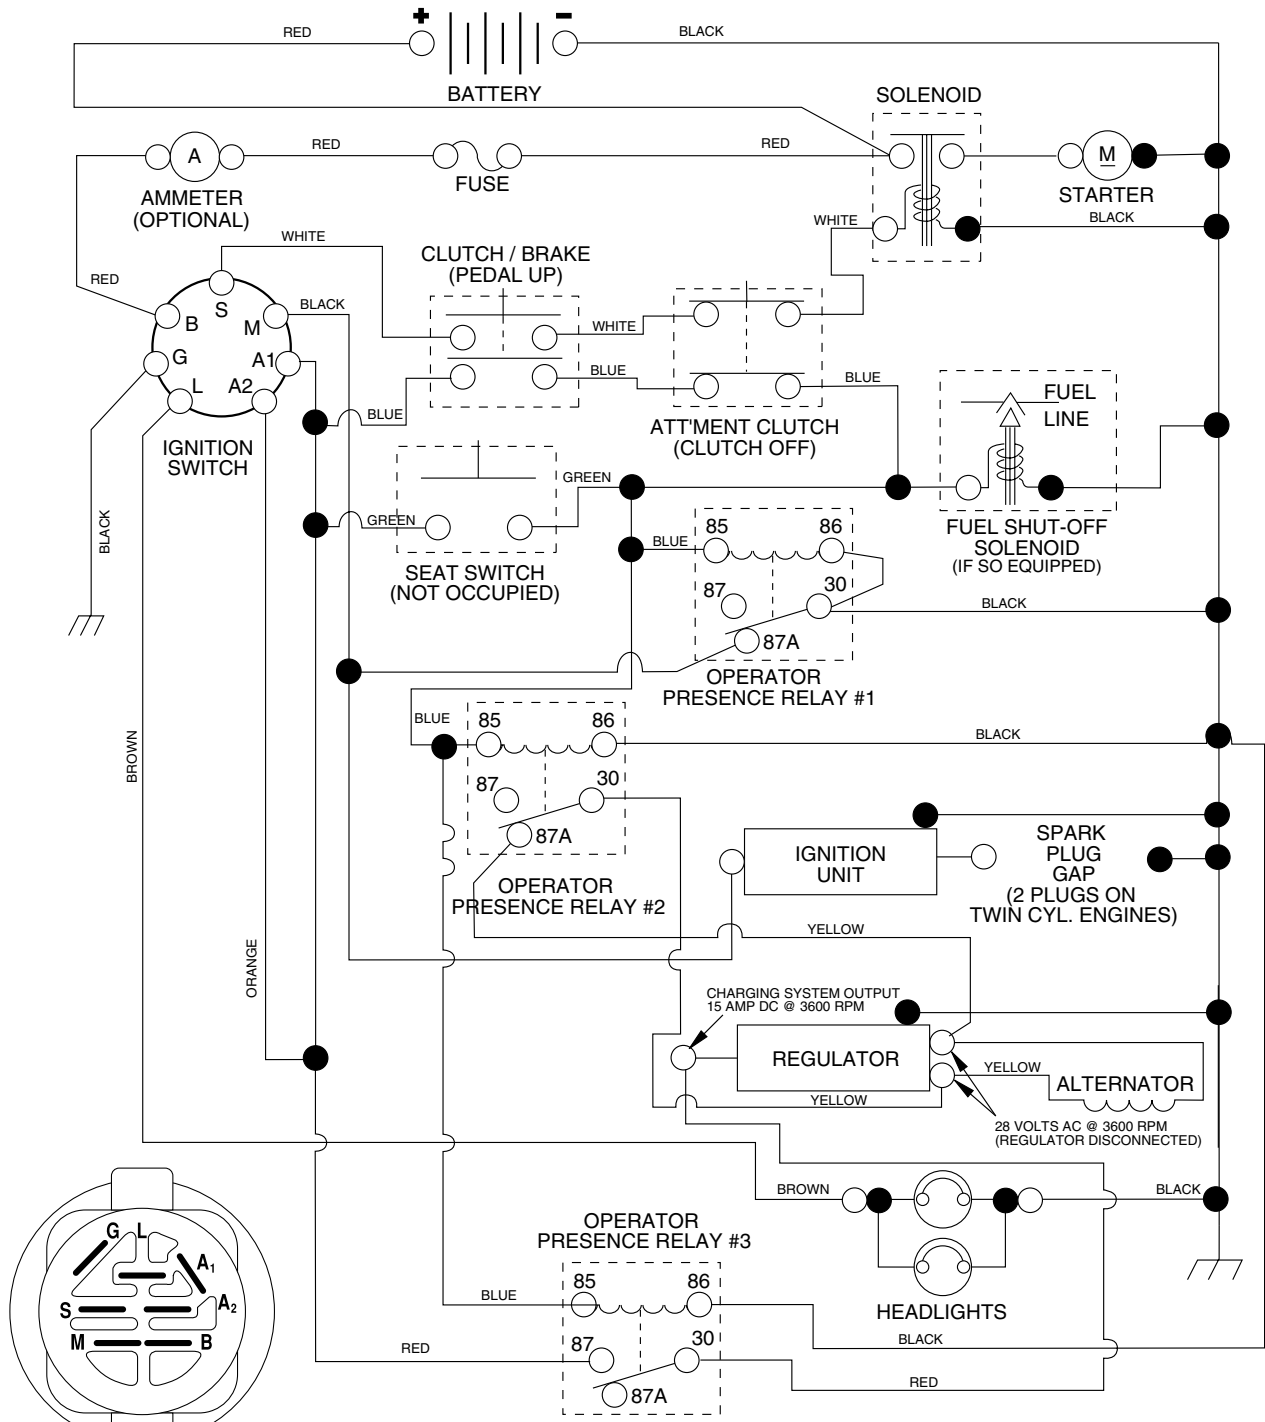 +
−
RED
BLACK
BATTERY
SOLENOID
A
RED
RED
M
FUSE
AMMETER
(OPTIONAL)
STARTER
WHITE
BLACK
WHITE
CLUTCH / BRAKE
(PEDAL UP)
RED
S
B
M
BLACK
WHITE
G
A1
L
A2
BLUE
BLUE
BLUE
FUEL
LINE
IGNITION
SWITCH
ATT'MENT CLUTCH
(CLUTCH OFF)
GREEN
GREEN
BLACK
SEAT SWITCH
(NOT OCCUPIED)
FUEL SHUT-OFF
SOLENOID
(IF SO EQUIPPED)
85
86
BLUE
87
30
87A
BLACK
OPERATOR
PRESENCE RELAY #1
BLUE
85
86
BLACK
BROWN
87
30
87A
OPERATOR
PRESENCE RELAY #2
IGNITION
UNIT
SPARK
PLUG
GAP
(2 PLUGS ON
TWIN CYL. ENGINES)
YELLOW
ORANGE
CHARGING SYSTEM OUTPUT
15 AMP DC @ 3600 RPM
REGULATOR
YELLOW
ALTERNATOR
YELLOW
28 VOLTS AC @ 3600 RPM
(REGULATOR DISCONNECTED)
BROWN
BLACK
HEADLIGHTS
OPERATOR
PRESENCE RELAY #3
85
86
BLUE
87
30
87A
RED
BLACK
RED
G
L
A1
A2
S
M
B